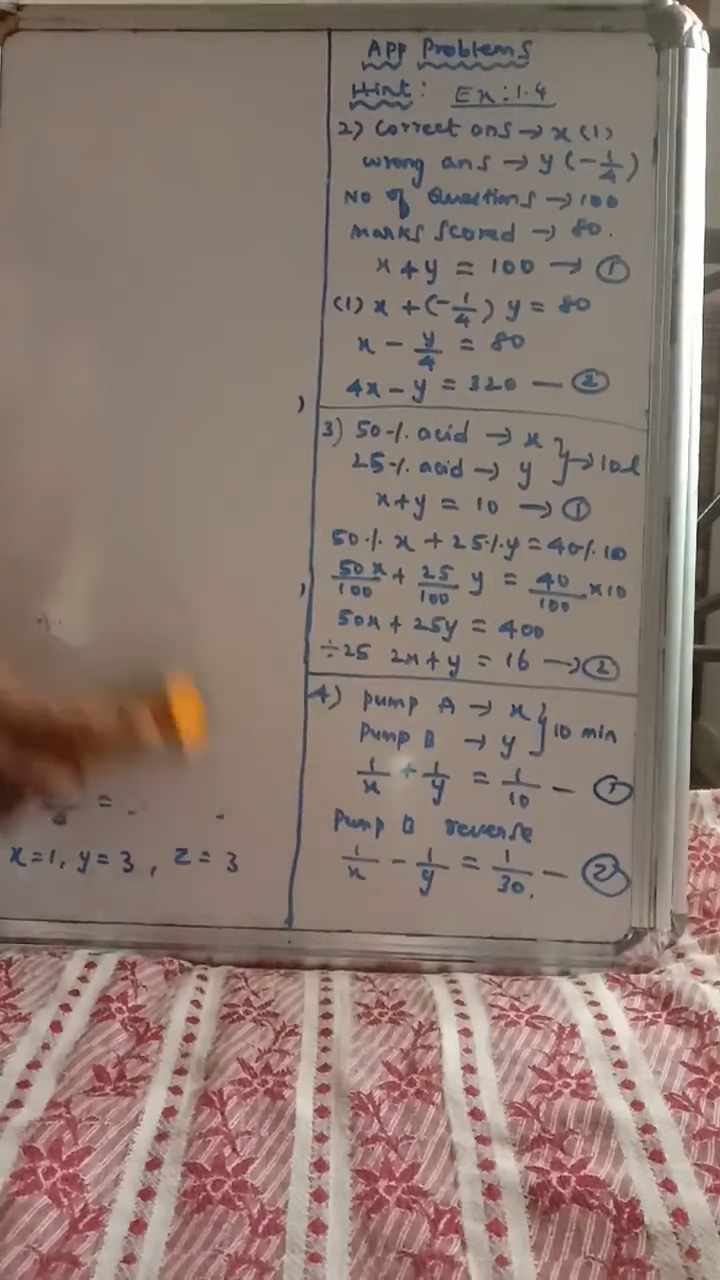 App Problems
Hint: Ex: 1.4
2) Correct ans → x (1)
wrong ans → y (-1/4)
No of Questions → 100
marks scored → 80.
x + y = 100 → ①
(1) x + (-1/4) y = 80
x - y/4 = 80
4x - y = 320 — ②
3) 50% acid → x
25% acid → y } → 10l
x+y = 10 → ①
50% x + 25% y = 40% 10
50x/100 + 25/100 y = 40/100 x 10
50x + 25y = 400
÷25 2x + y = 16 → ②
4) Pump A → x
Pump B → y } 10 min
1/x + 1/y = 1/10 — ①
Pump B reverse
1/x - 1/y = 1/30. — ②
=
x = 1, y = 3, z = 3